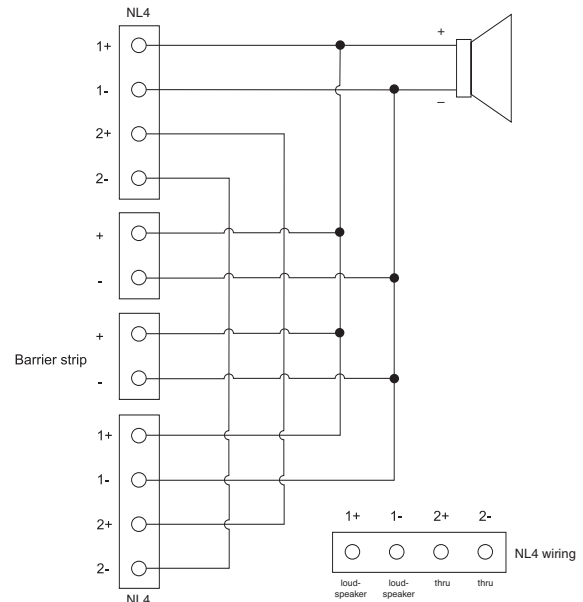 NL4
1+
+
1-
–
2+
2-
+
-
+
Barrier strip
-
1+
1-
2+
2-
NL4
1+ 1- 2+ 2-
NL4 wiring
loud-
speaker
loud-
speaker
thru
thru